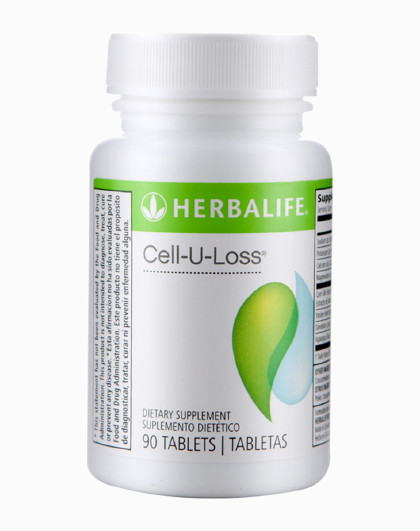 HERBALIFE®
Cell-U-Loss®
DIETARY SUPPLEMENT
SUPLEMENTO DIETÉTICO
90 TABLETS | TABLETAS
* This statement has not been evaluated by the Food and Drug
Administration. This product is not intended to diagnose, treat, cure
or prevent any disease. * Esta afirmacion no ha sido evaluadas por la
Food and Drug Administration. Este producto no tiene el propósito
de diagnosticar, tratar, curar ni prevenir enfermedad alguna.